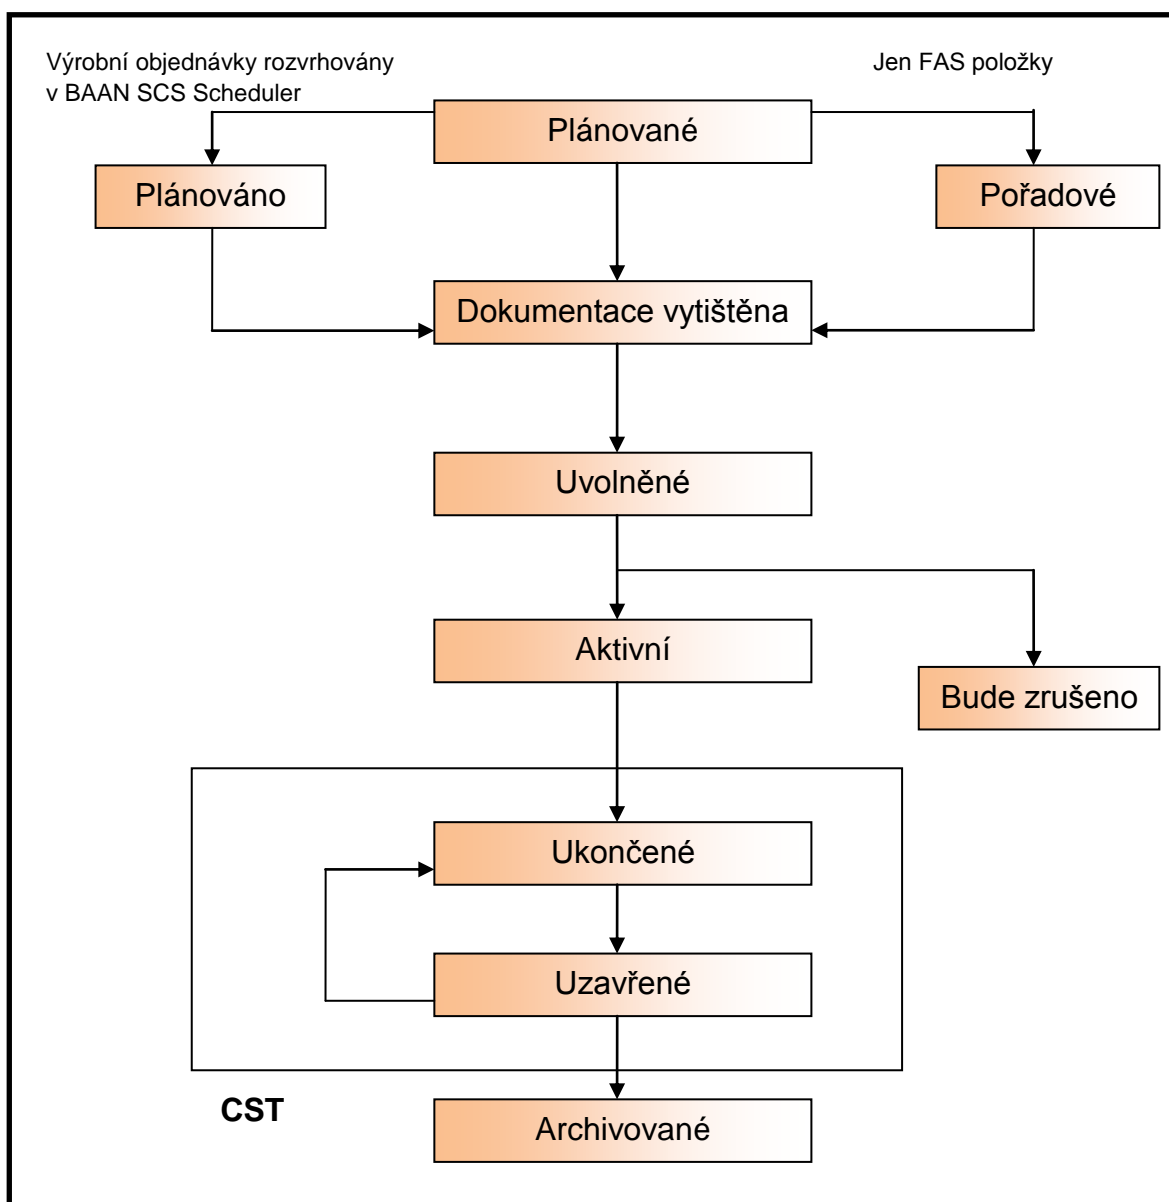 Výrobní objednávky rozvrhovány
v BAAN SCS Scheduler
Jen FAS položky
Plánované
Plánováno
Pořadové
Dokumentace vytištěna
Uvolněné
Aktivní
Bude zrušeno
Ukončené
Uzavřené
CST
Archivované